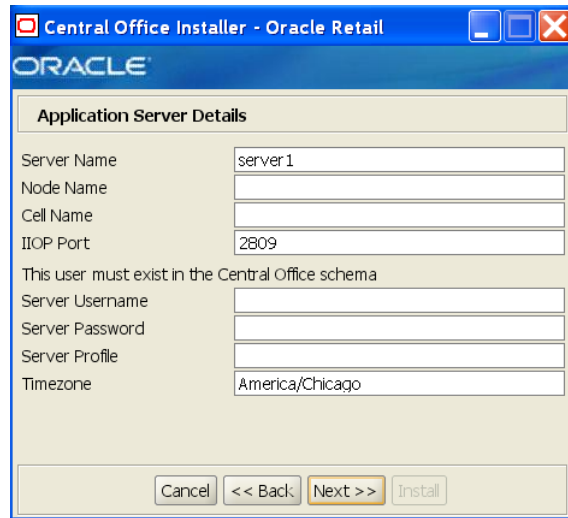 Central Office Installer - Oracle Retail
ORACLE
Application Server Details
Server Name server1
Node Name
Cell Name
IIOP Port 2809
This user must exist in the Central Office schema
Server Username
Server Password
Server Profile
Timezone America/Chicago
Cancel << Back Next >> Install